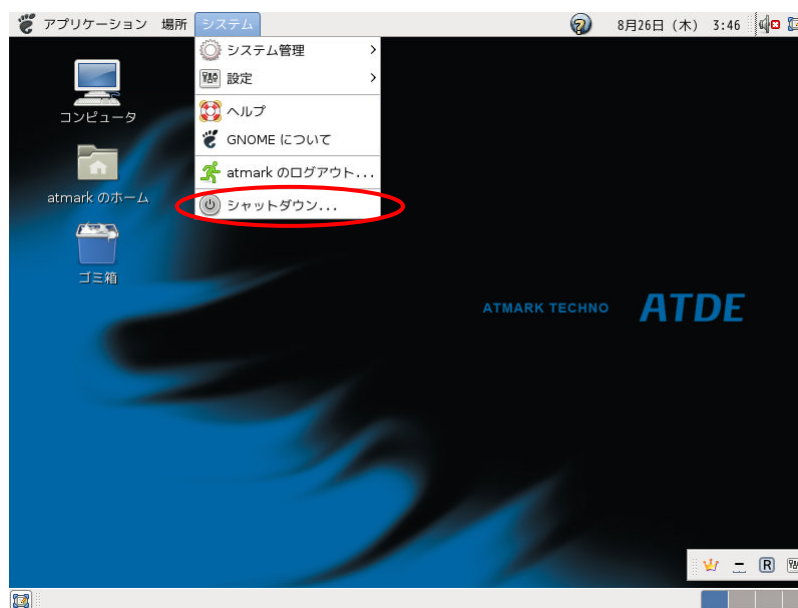 アプリケーション 場所 システム 8月26日 (木) 3:46
システム管理
設定
ヘルプ
GNOME について
atmark のログアウト...
シャットダウン...
コンピュータ
atmark のホーム
ゴミ箱
ATMARK TECHNO ATDE
R